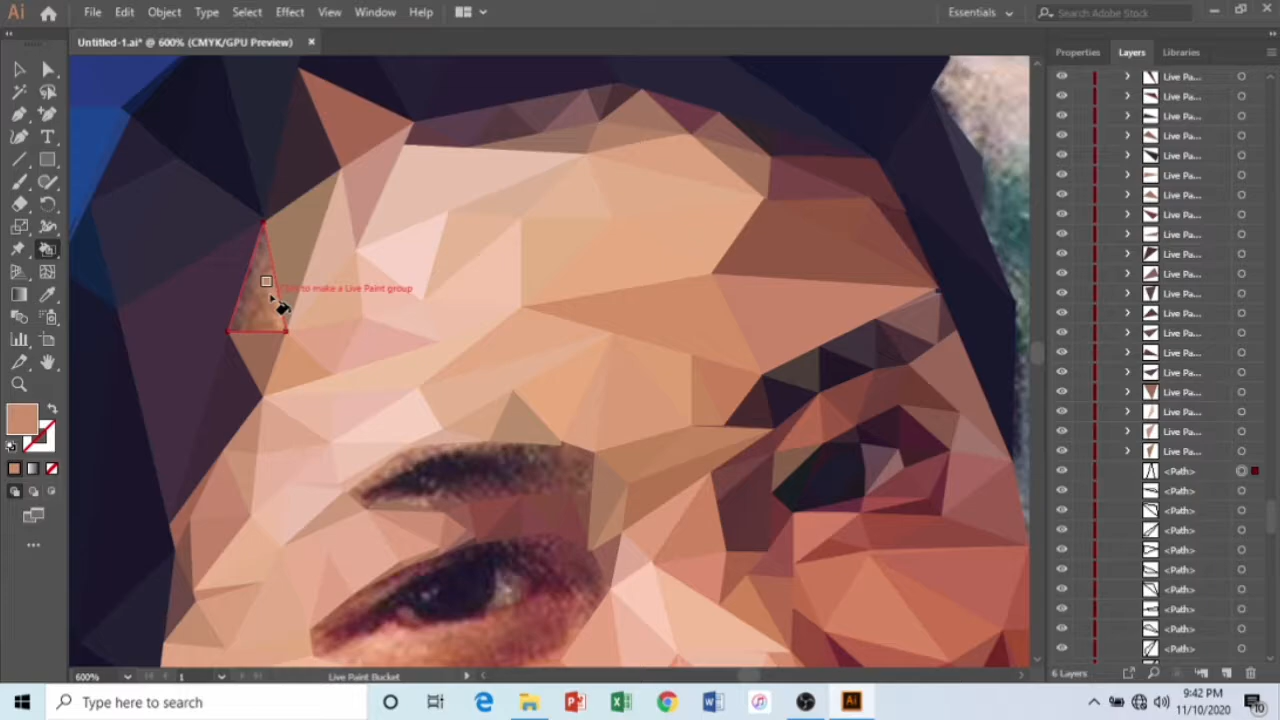 Ai File Edit Object Type Select Effect View Window Help Essentials Search Adobe Stock
Untitled-1.ai* @ 600% (CMYK/GPU Preview)
Properties Layers Libraries
Live Pa...
Live Pa...
Live Pa...
Live Pa...
Live Pa...
Live Pa...
Live Pa...
Live Pa...
Live Pa...
Live Pa...
Live Pa...
Click to make a Live Paint group
Live Pa...
Live Pa...
Live Pa...
Live Pa...
Live Pa...
Live Pa...
Live Pa...
Live Pa...
Live Pa...
<Path>
<Path>
<Path>
<Path>
<Path>
<Path>
<Path>
<Path>
<Path>
<Path>
600% 1 Live Paint Bucket 6 Layers
Type here to search
9:42 PM
11/10/2020
10